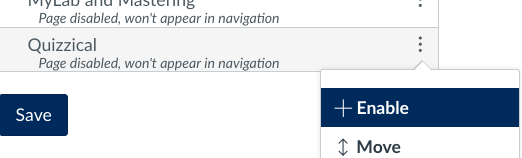 MyLab and Mastering
Page disabled, won't appear in navigation
Quizzical
Page disabled, won't appear in navigation
Save
Enable
Move